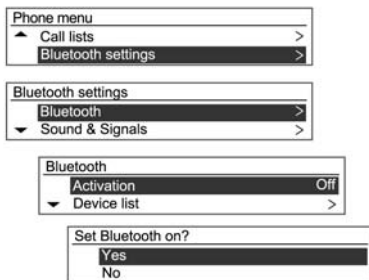 Phone menu
Call lists >
Bluetooth settings >
Bluetooth settings
Bluetooth >
Sound & Signals >
Bluetooth
Activation Off
Device list >
Set Bluetooth on?
Yes
No